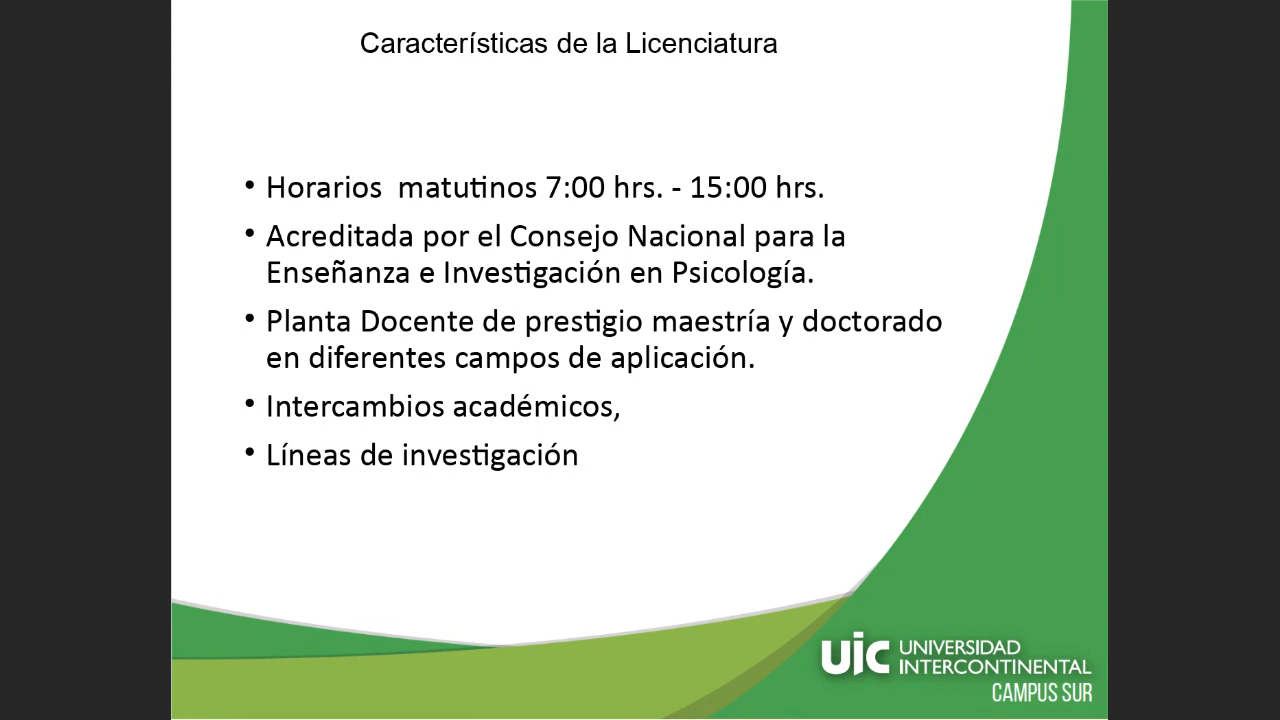 Características de la Licenciatura
• Horarios  matutinos 7:00 hrs. - 15:00 hrs.
• Acreditada por el Consejo Nacional para la
Enseñanza e Investigación en Psicología.
• Planta Docente de prestigio maestría y doctorado
en diferentes campos de aplicación.
• Intercambios académicos,
• Líneas de investigación
uic UNIVERSIDAD
INTERCONTINENTAL
CAMPUS SUR